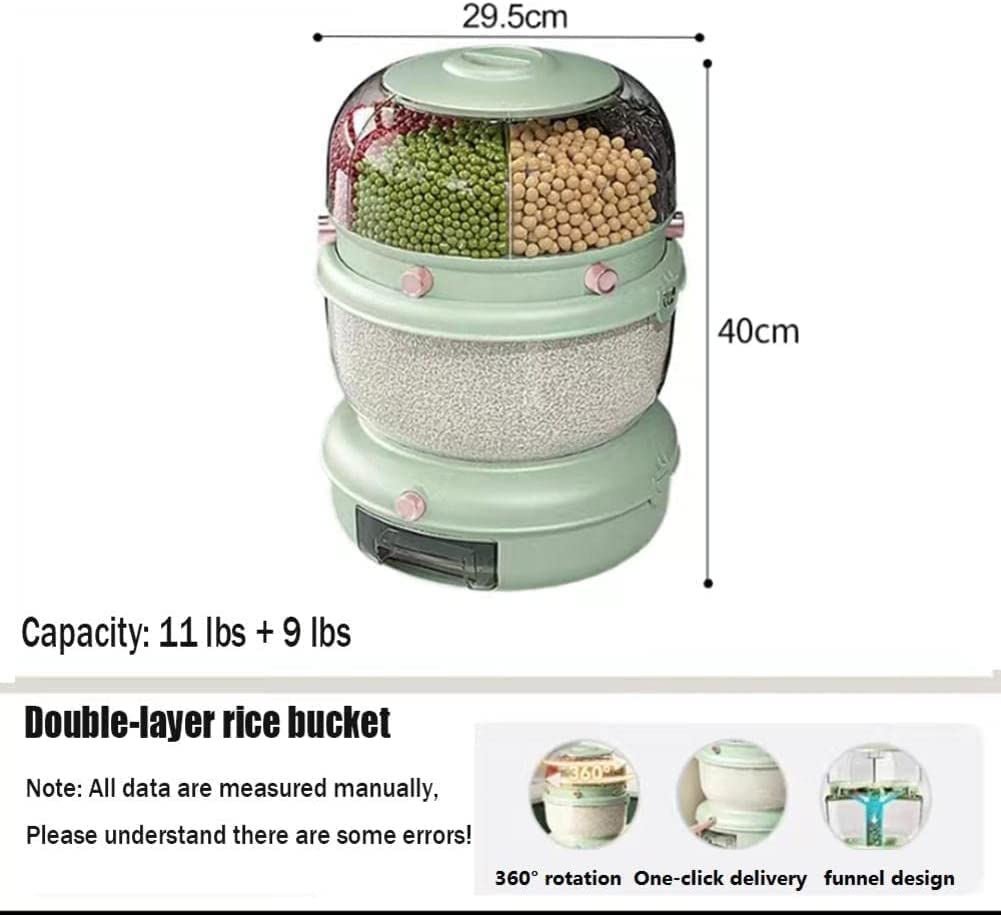 29.5cm
40cm
Capacity: 11 lbs + 9 lbs
Double-layer rice bucket
Note: All data are measured manually,
Please understand there are some errors!
360°
360° rotation One-click delivery funnel design